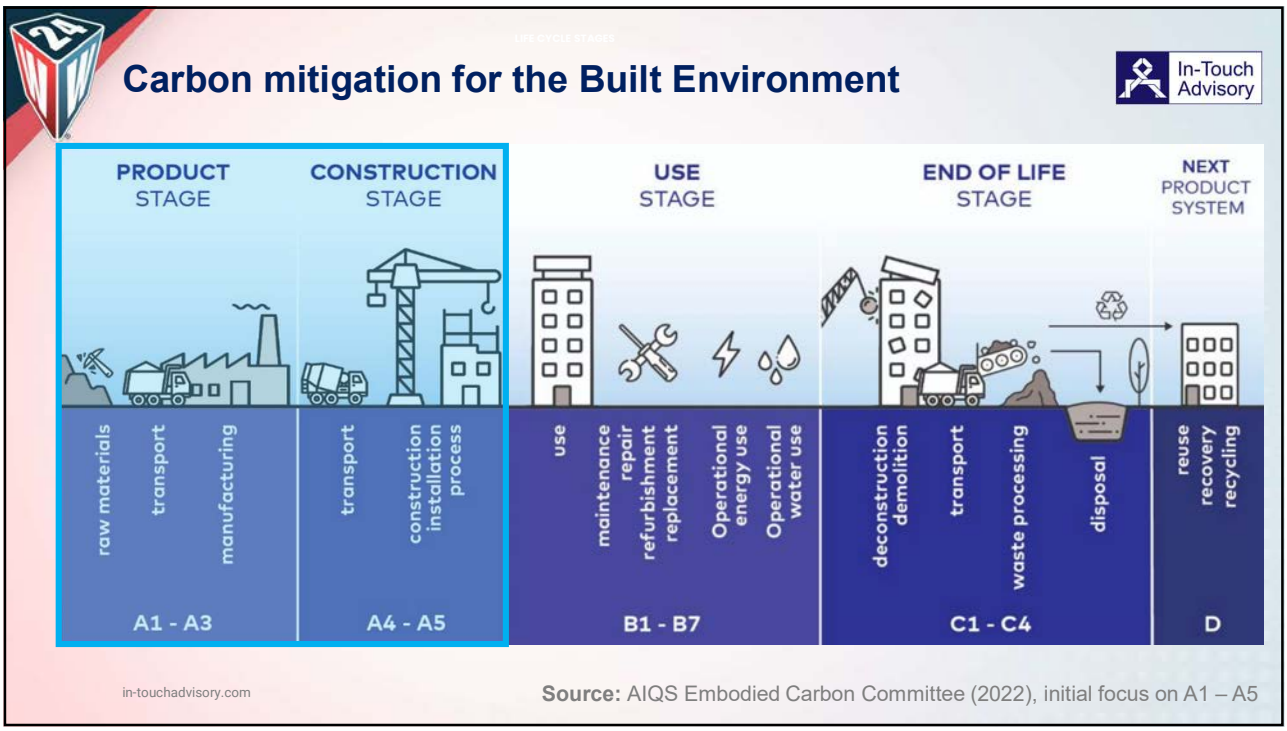 LIFE CYCLE STAGES
24
Carbon mitigation for the Built Environment
In-Touch
Advisory
PRODUCT
STAGE
CONSTRUCTION
STAGE
USE
STAGE
END OF LIFE
STAGE
NEXT
PRODUCT
SYSTEM
raw materials
transport
manufacturing
transport
construction
installation
process
use
maintenance
repair
refurbishment
replacement
Operational
energy use
Operational
water use
deconstruction
demolition
transport
waste processing
disposal
reuse
recovery
recycling
A1 - A3
A4 - A5
B1 - B7
C1 - C4
D
in-touchadvisory.com
Source: AIQS Embodied Carbon Committee (2022), initial focus on A1 – A5